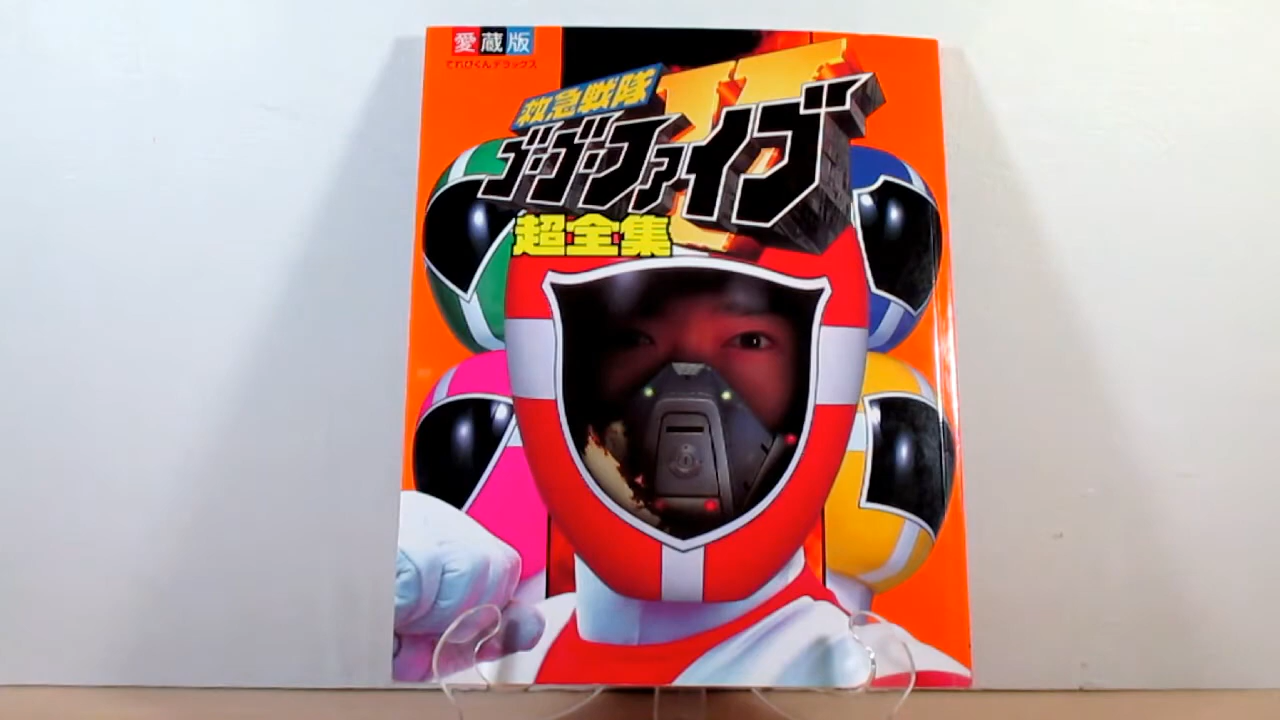 愛蔵版
てれびくんデラックス
救急戦隊
ゴーゴーファイブ
超全集